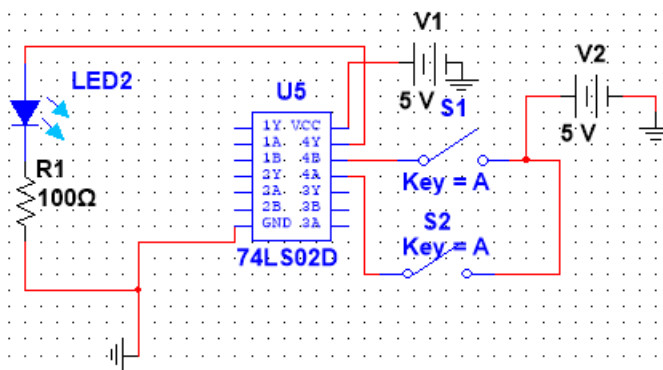 V1
V2
LED2
U5
5 V
S1
5 V
1Y VCC
1A .4Y
1B .4B
2Y .4A
2A .3Y
2B .3B
GND .3A
Key = A
R1
100Ω
S2
Key = A
74LS02D